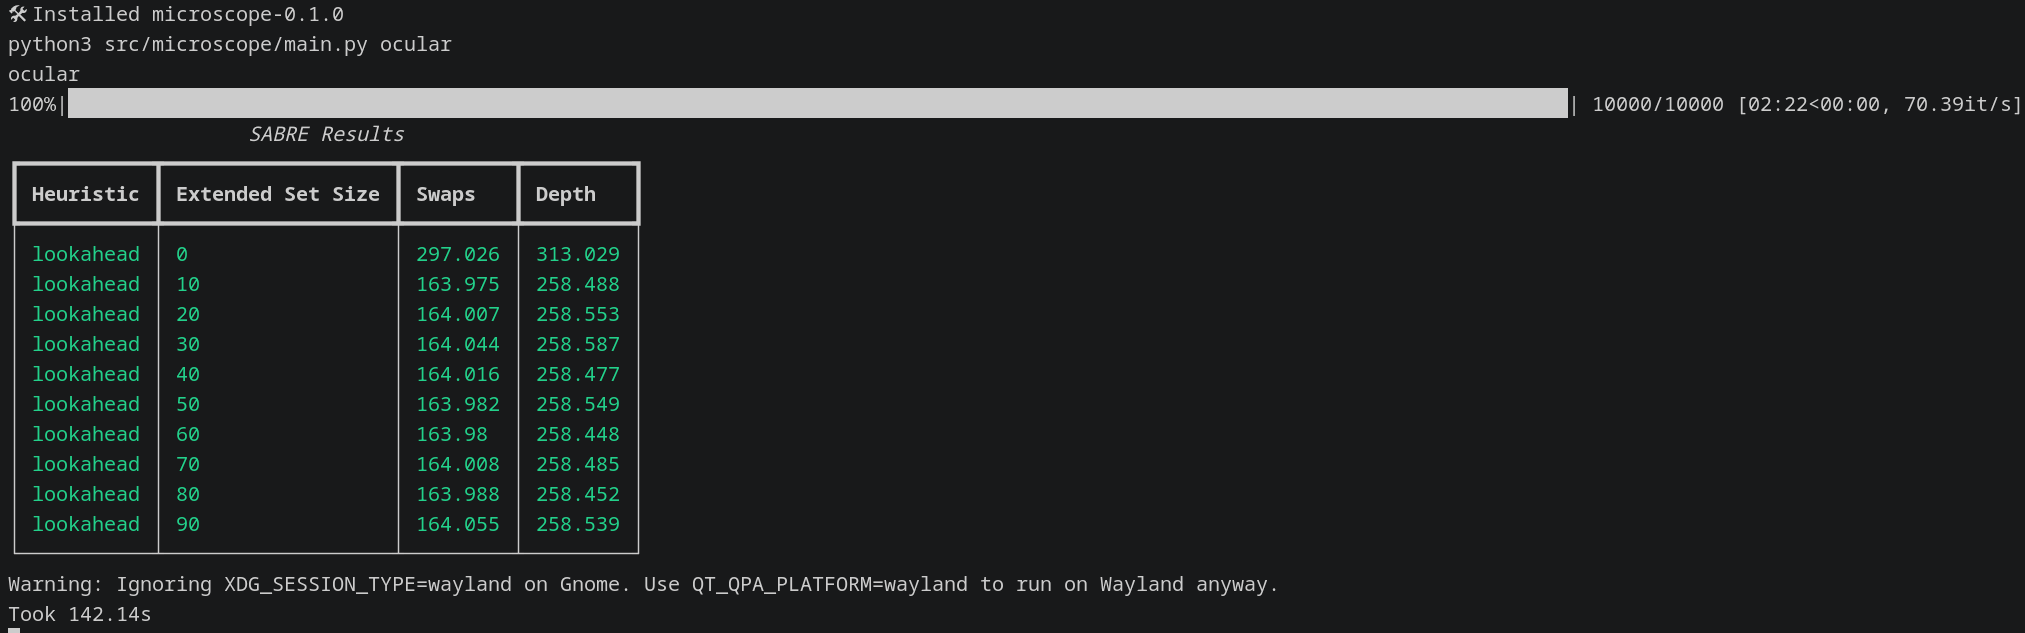 🛠 Installed microscope-0.1.0
python3 src/microscope/main.py ocular
ocular
100%| | 10000/10000 [02:22<00:00, 70.39it/s]
SABRE Results
Heuristic Extended Set Size Swaps Depth
lookahead 0 297.026 313.029
lookahead 10 163.975 258.488
lookahead 20 164.007 258.553
lookahead 30 164.044 258.587
lookahead 40 164.016 258.477
lookahead 50 163.982 258.549
lookahead 60 163.98 258.448
lookahead 70 164.008 258.485
lookahead 80 163.988 258.452
lookahead 90 164.055 258.539
Warning: Ignoring XDG_SESSION_TYPE=wayland on Gnome. Use QT_QPA_PLATFORM=wayland to run on Wayland anyway.
Took 142.14s